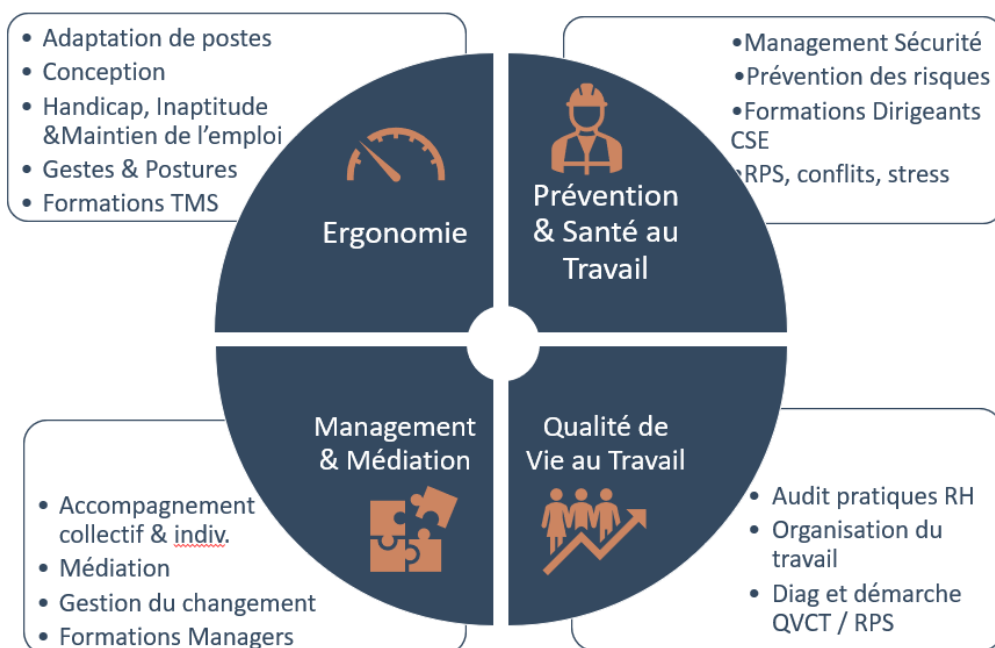 • Adaptation de postes
• Conception
• Handicap, Inaptitude
&Maintien de l'emploi
• Gestes & Postures
• Formations TMS
Ergonomie
•Management Sécurité
•Prévention des risques
•Formations Dirigeants
CSE
•RPS, conflits, stress
Prévention
& Santé au
Travail
Management
& Médiation
• Accompagnement
collectif & indiv.
• Médiation
• Gestion du changement
• Formations Managers
Qualité de
Vie au Travail
• Audit pratiques RH
• Organisation du
travail
• Diag et démarche
QVCT / RPS